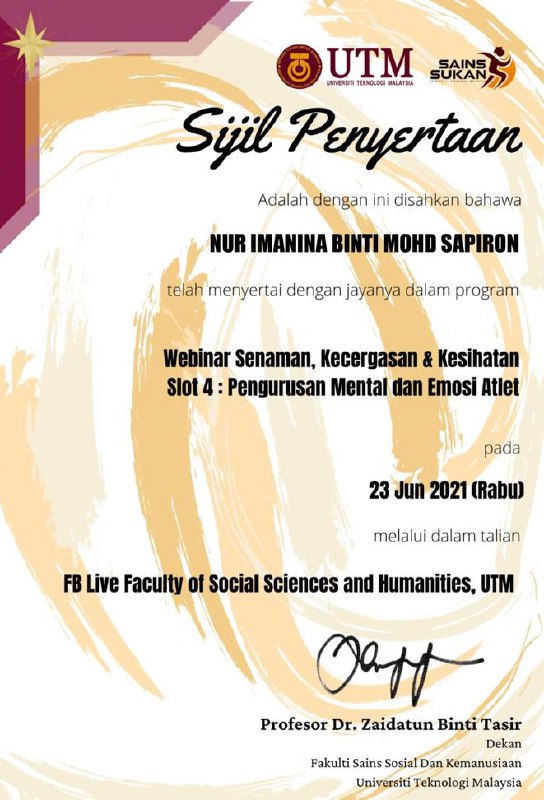 UTM
UNIVERSITI TEKNOLOGI MALAYSIA
SAINS
SUKAN
Sijil Penyertaan
Adalah dengan ini disahkan bahawa
NUR IMANINA BINTI MOHD SAPIRON
telah menyertai dengan jayanya dalam program
Webinar Senaman, Kecergasan & Kesihatan
Slot 4 : Pengurusan Mental dan Emosi Atlet
pada
23 Jun 2021 (Rabu)
melalui dalam talian
FB Live Faculty of Social Sciences and Humanities, UTM
Profesor Dr. Zaidatun Binti Tasir
Dekan
Fakulti Sains Sosial Dan Kemanusiaan
Universiti Teknologi Malaysia